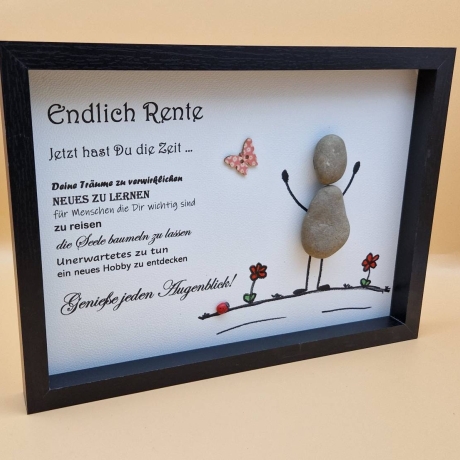 Endlich Rente
Jetzt hast Du die Zeit ...
Deine Träume zu verwirklichen
NEUES ZU LERNEN
für Menschen die Dir wichtig sind
zu reisen
die Seele baumeln zu lassen
Unerwartetes zu tun
ein neues Hobby zu entdecken
Genieße jeden Augenblick!